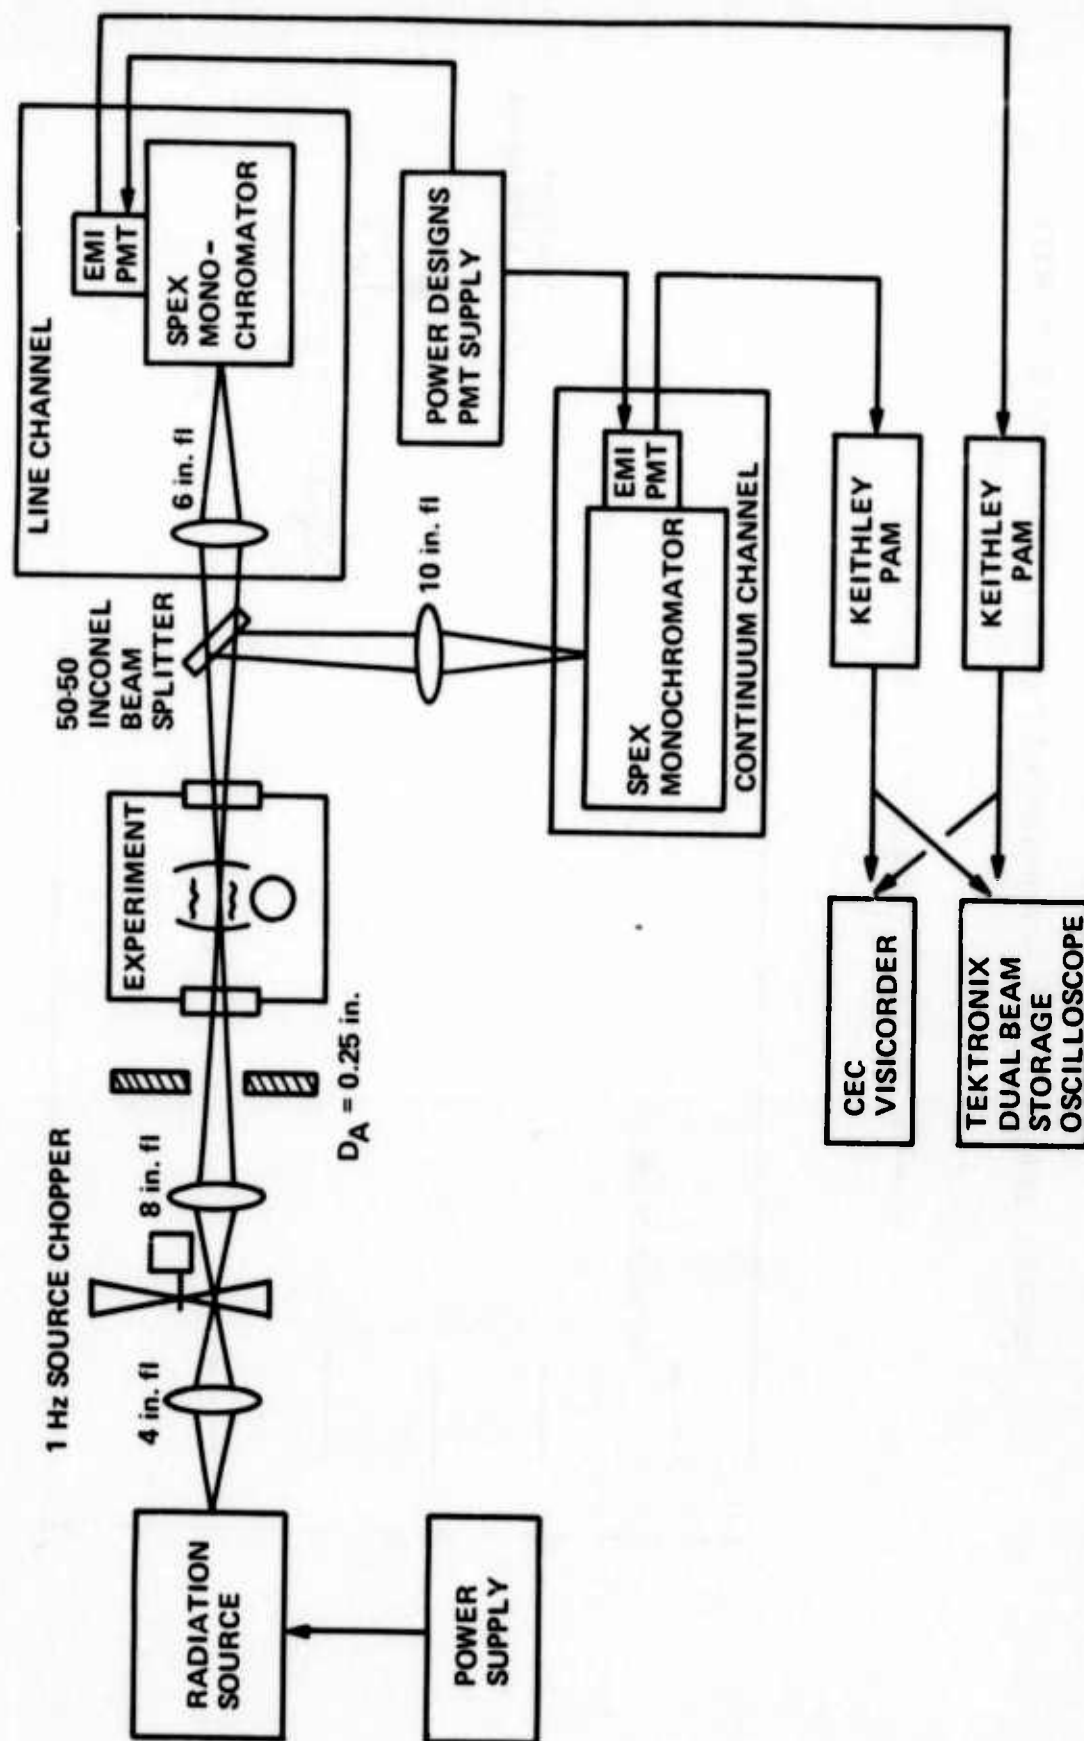 RADIATION
SOURCE
POWER
SUPPLY
1 Hz SOURCE CHOPPER
4 in. fl
8 in. fl
DA = 0.25 in.
EXPERIMENT
50-50
INCONEL
BEAM
SPLITTER
LINE CHANNEL
6 in. fl
SPEX
MONO-
CHROMATOR
EMI
PMT
10 in. fl
POWER DESIGNS
PMT SUPPLY
SPEX
MONOCHROMATOR
EMI
PMT
CONTINUUM CHANNEL
KEITHLEY
PAM
KEITHLEY
PAM
CEC
VISICORDER
TEKTRONIX
DUAL BEAM
STORAGE
OSCILLOSCOPE